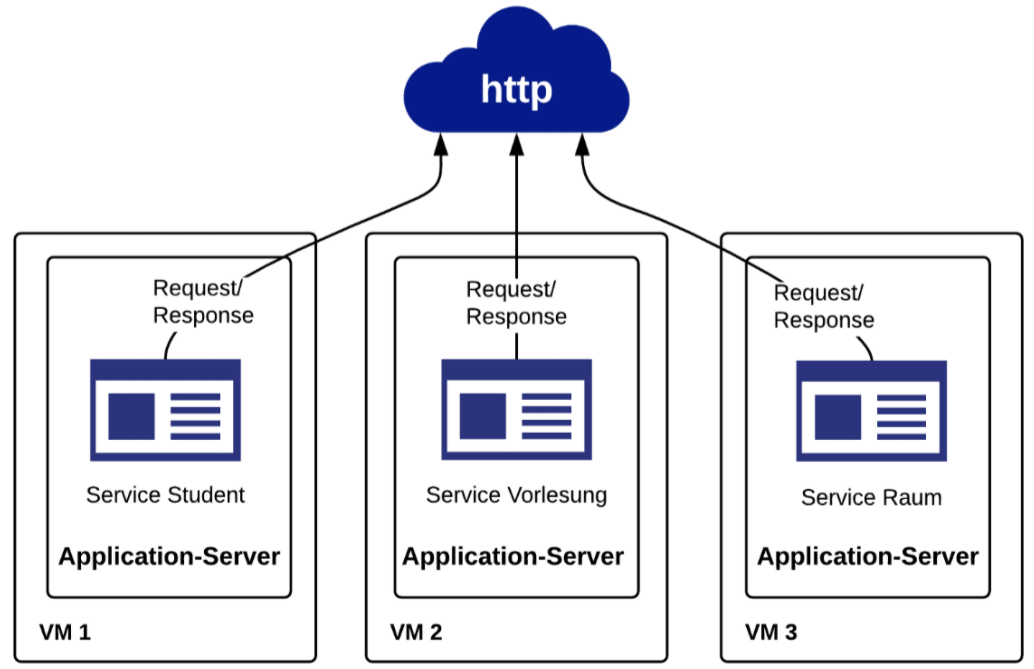 http
Request/
Response
Service Student
Application-Server
VM 1
Request/
Response
Service Vorlesung
Application-Server
VM 2
Request/
Response
Service Raum
Application-Server
VM 3